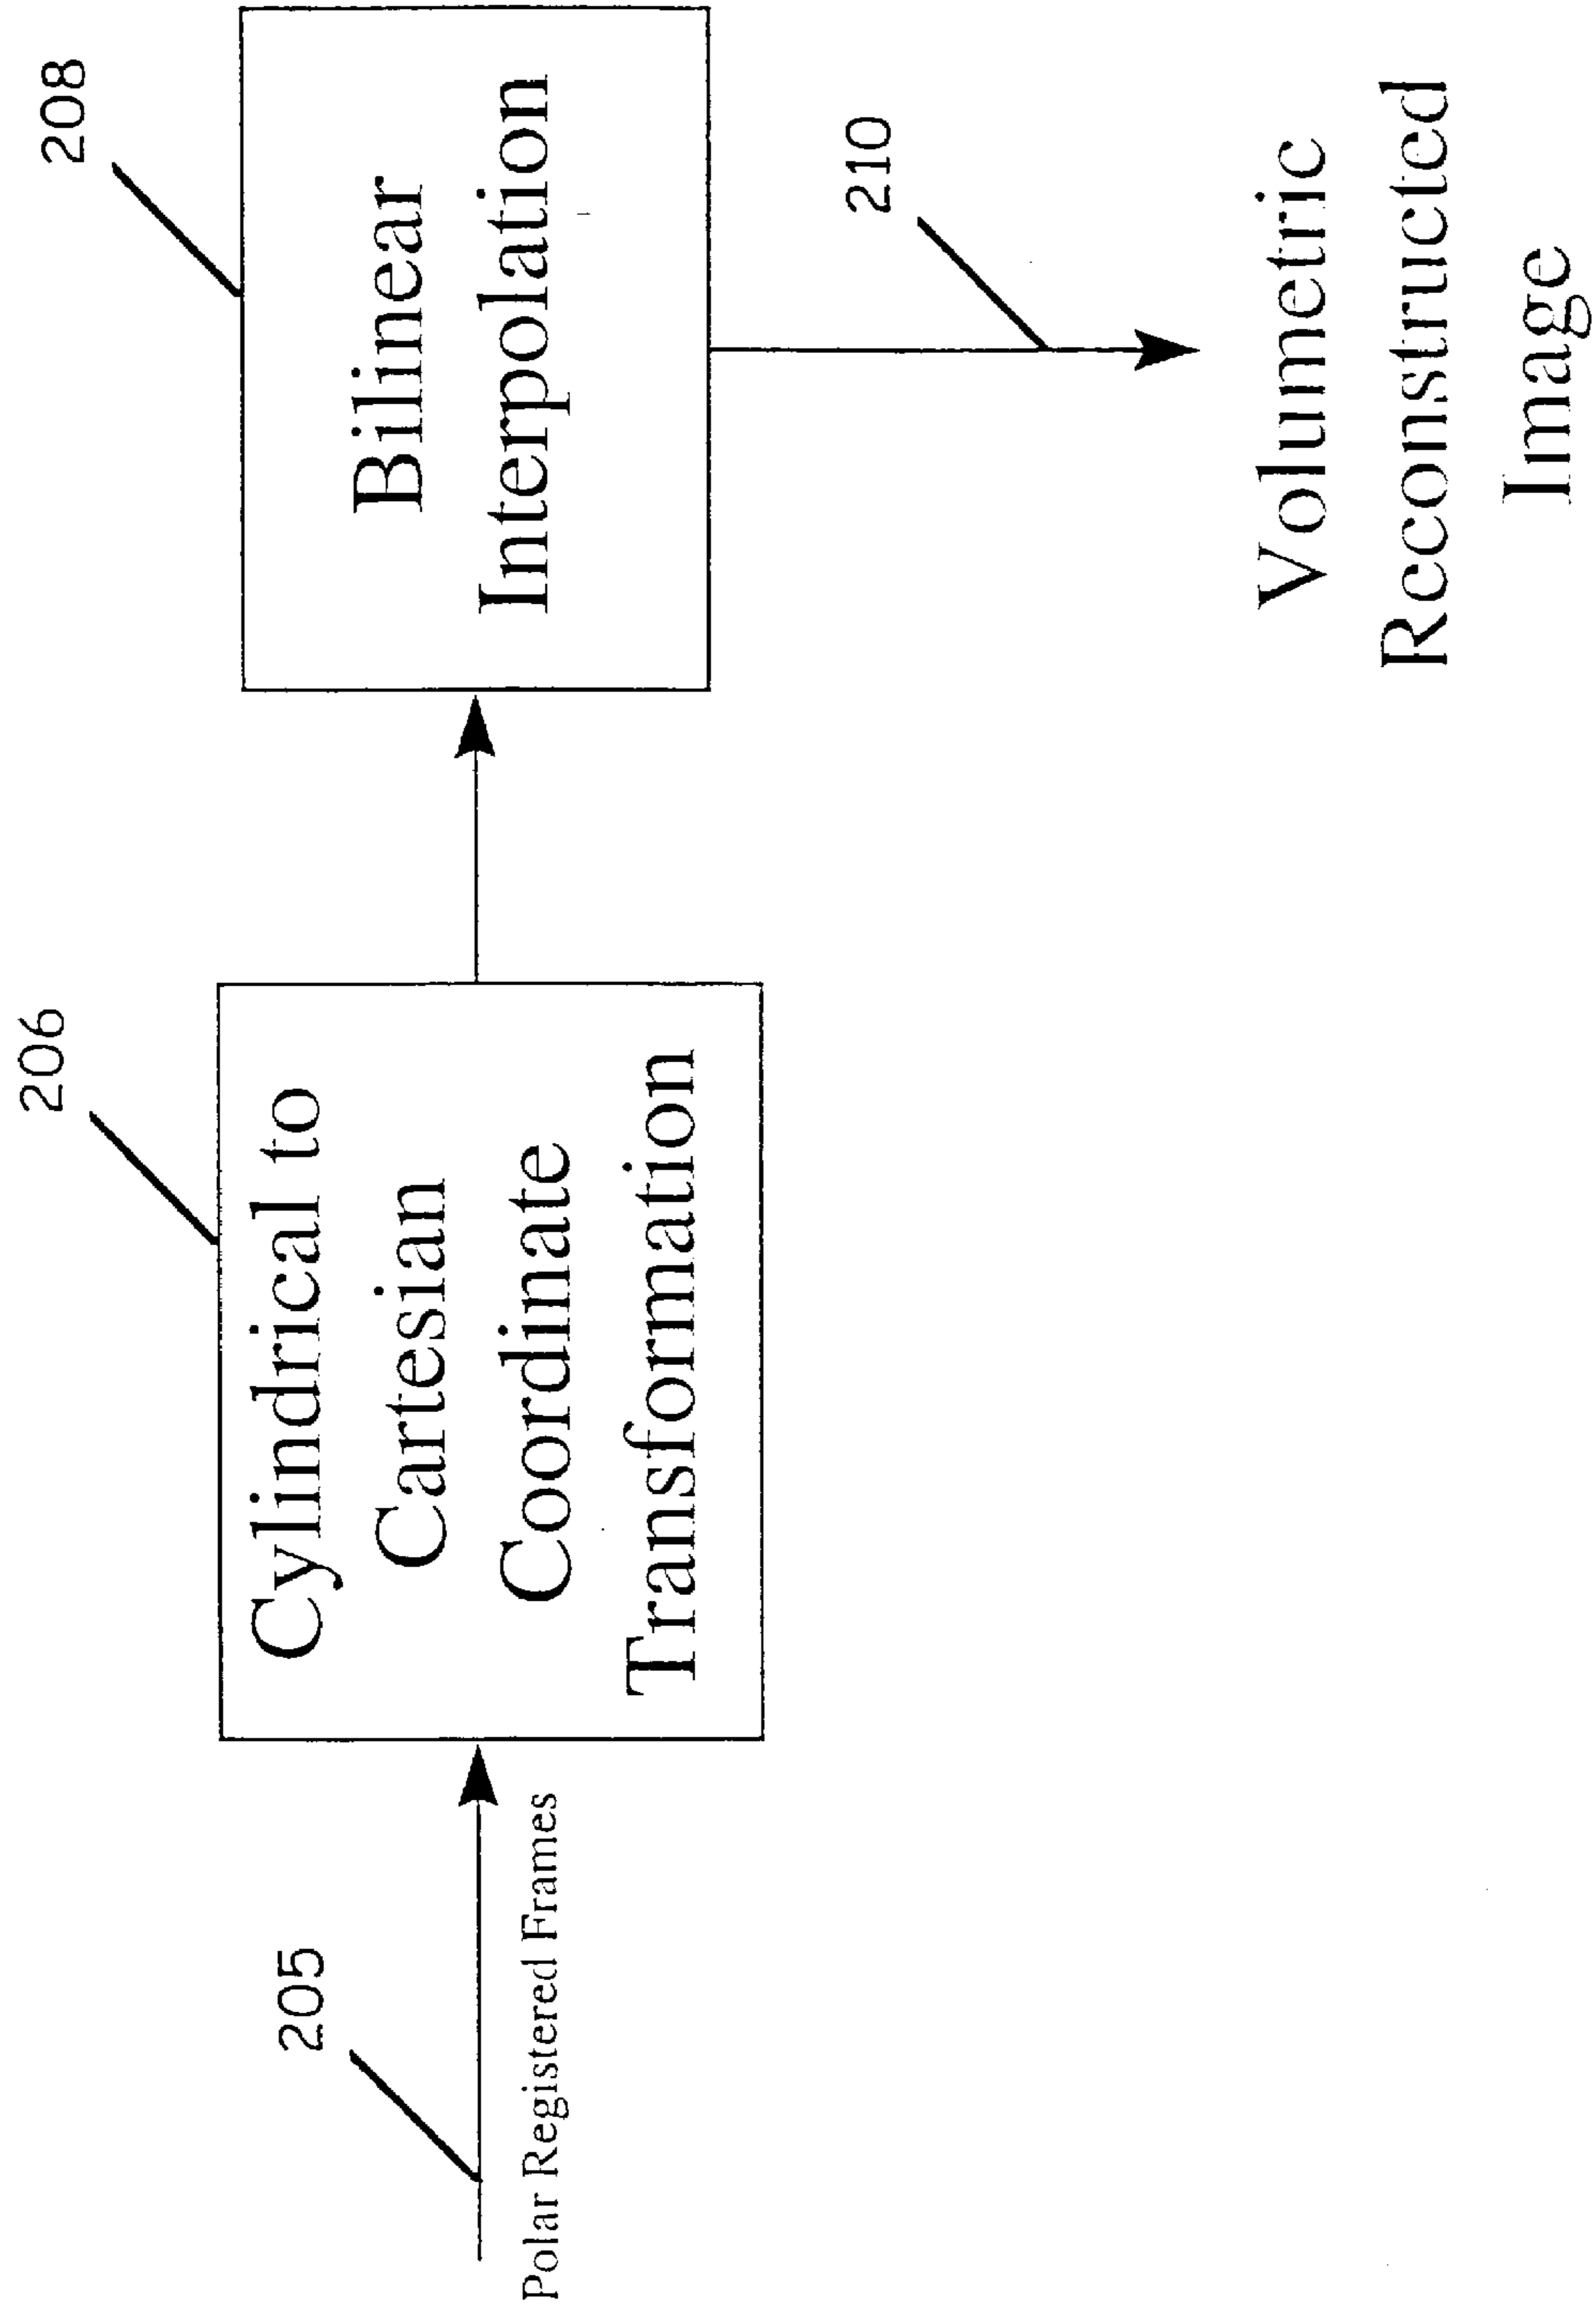 205
Polar Registered Frames
206
Cylindrical to
Cartesian
Coordinate
Transformation
208
Bilinear
Interpolation
210
Volumetric
Reconstructed
Image